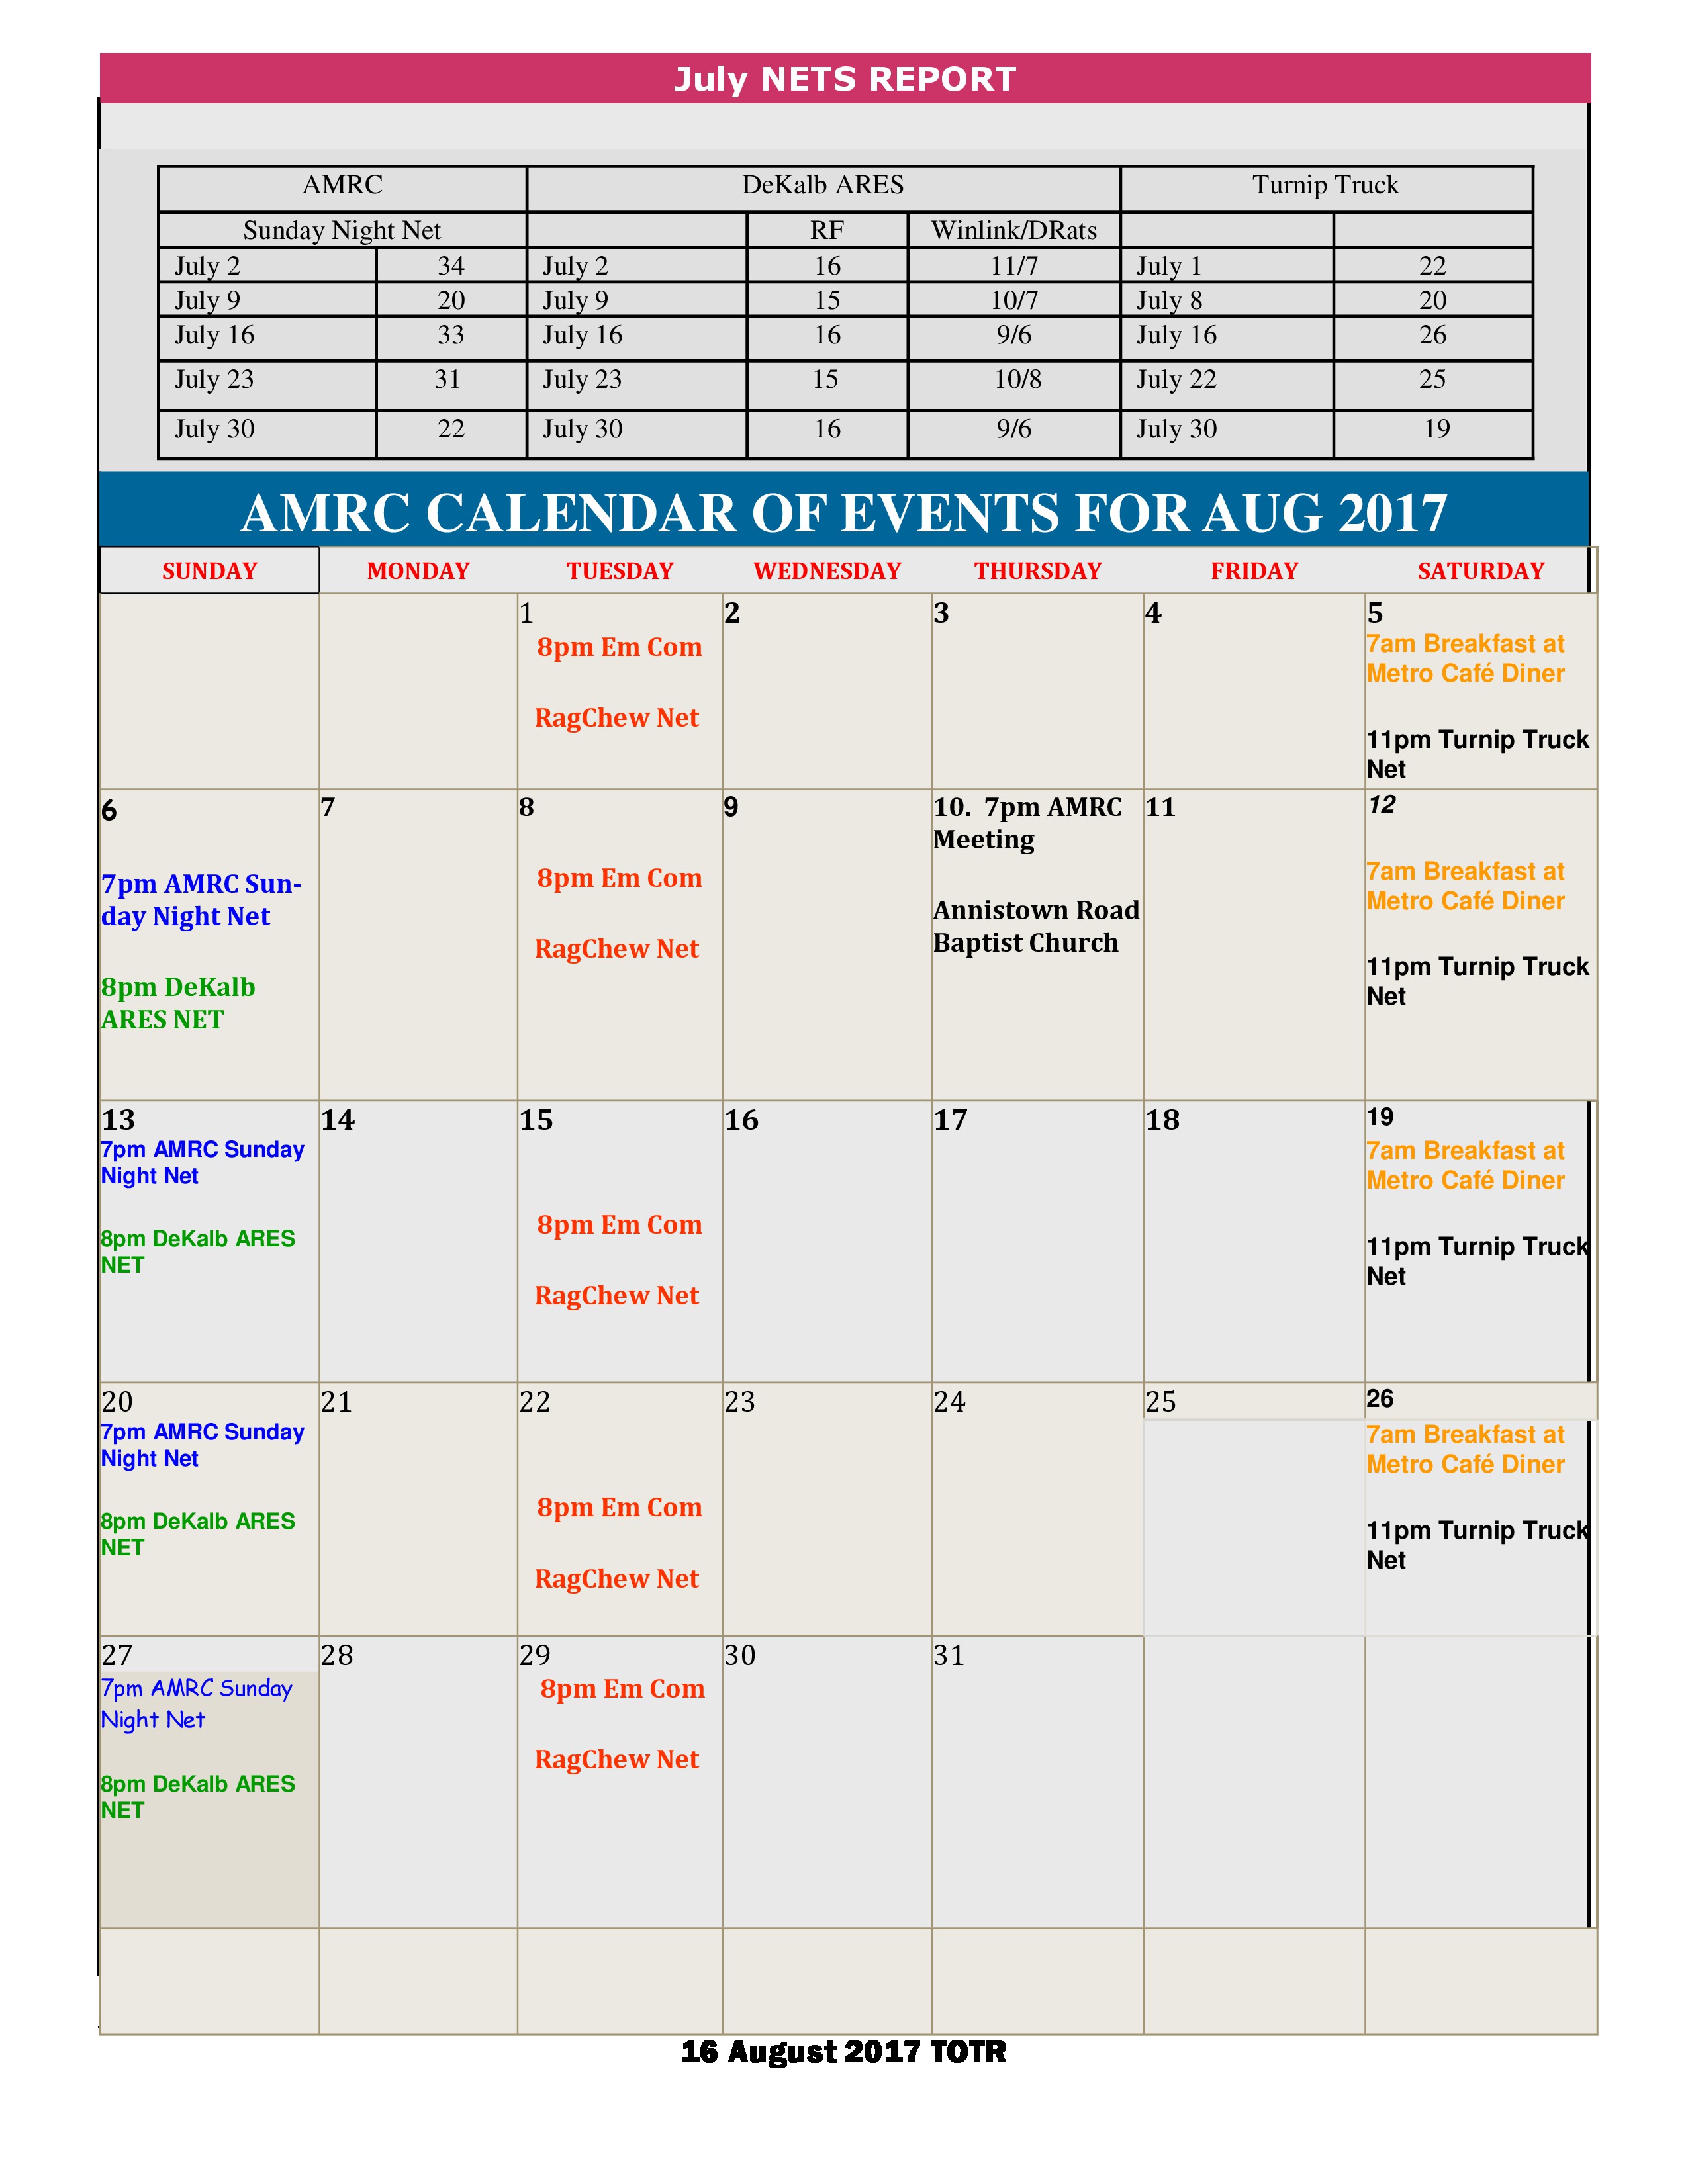 July NETS REPORT
AMRC DeKalb ARES Turnip Truck
Sunday Night Net RF Winlink/DRats
July 2 34 July 2 16 11/7 July 1 22
July 9 20 July 9 15 10/7 July 8 20
July 16 33 July 16 16 9/6 July 16 26
July 23 31 July 23 15 10/8 July 22 25
July 30 22 July 30 16 9/6 July 30 19
AMRC CALENDAR OF EVENTS FOR AUG 2017
SUNDAY MONDAY TUESDAY WEDNESDAY THURSDAY FRIDAY SATURDAY
1
8pm Em Com
RagChew Net
2
3
4
5
7am Breakfast at
Metro Café Diner
11pm Turnip Truck
Net
6
7pm AMRC Sun-
day Night Net
8pm DeKalb
ARES NET
7
8
8pm Em Com
RagChew Net
9
10. 7pm AMRC
Meeting
Annistown Road
Baptist Church
11
12
7am Breakfast at
Metro Café Diner
11pm Turnip Truck
Net
13
7pm AMRC Sunday
Night Net
8pm DeKalb ARES
NET
14
15
8pm Em Com
RagChew Net
16
17
18
19
7am Breakfast at
Metro Café Diner
11pm Turnip Truck
Net
20
7pm AMRC Sunday
Night Net
8pm DeKalb ARES
NET
21
22
8pm Em Com
RagChew Net
23
24
25
26
7am Breakfast at
Metro Café Diner
11pm Turnip Truck
Net
27
7pm AMRC Sunday
Night Net
8pm DeKalb ARES
NET
28
29
8pm Em Com
RagChew Net
30
31
16 August 2017 TOTR